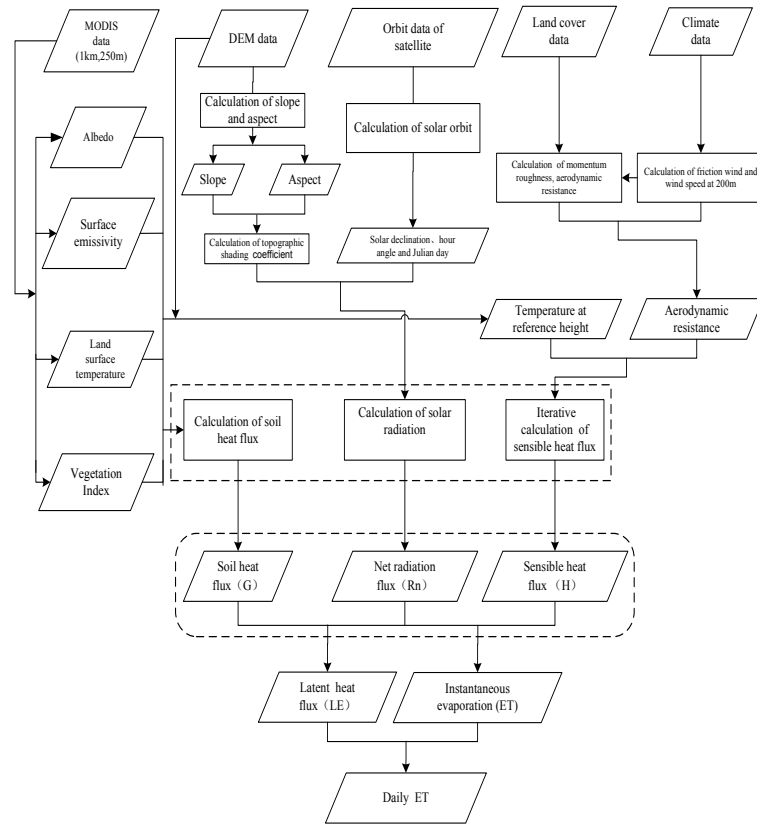 MODIS
data
(1km,250m)
DEM data
Orbit data of
satellite
Land cover
data
Climate
data
Albedo
Surface
emissivity
Land
surface
temperature
Vegetation
Index
Calculation of slope
and aspect
Slope
Aspect
Calculation of topographic
shading coefficient
Calculation of solar orbit
Solar declination、hour
angle and Julian day
Calculation of momentum
roughness, aerodynamic
resistance
Calculation of friction wind and
wind speed at 200m
Temperature at
reference height
Aerodynamic
resistance
Calculation of soil
heat flux
Calculation of solar
radiation
Iterative
calculation of
sensible heat flux
Soil heat
flux（G）
Net radiation
flux（Rn）
Sensible heat
flux （H）
Latent heat
flux（LE）
Instantaneous
evaporation (ET)
Daily ET